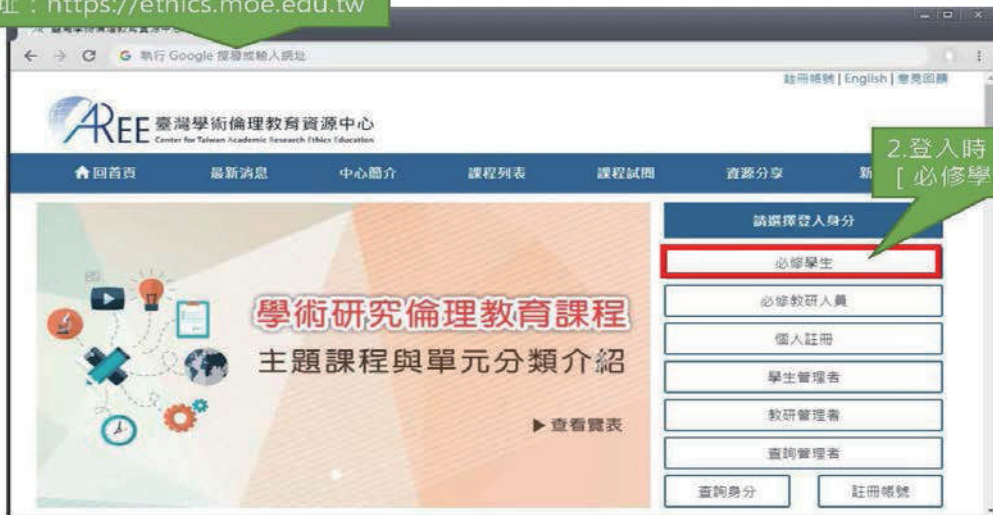 址：https://ethics.moe.edu.tw
執行 Google 搜尋或輸入網址
註冊帳號 | English | 意見回饋
AREE 臺灣學術倫理教育資源中心
Center for Taiwan Academic Research Ethics Education
2.登入時
[ 必修學
回首頁
最新消息
中心簡介
課程列表
課程試閱
資源分享
新
請選擇登入身分
必修學生
必修教研人員
個人註冊
學生管理者
教研管理者
查詢管理者
查詢身分
註冊帳號
學術研究倫理教育課程
主題課程與單元分類介紹
▶查看覽表